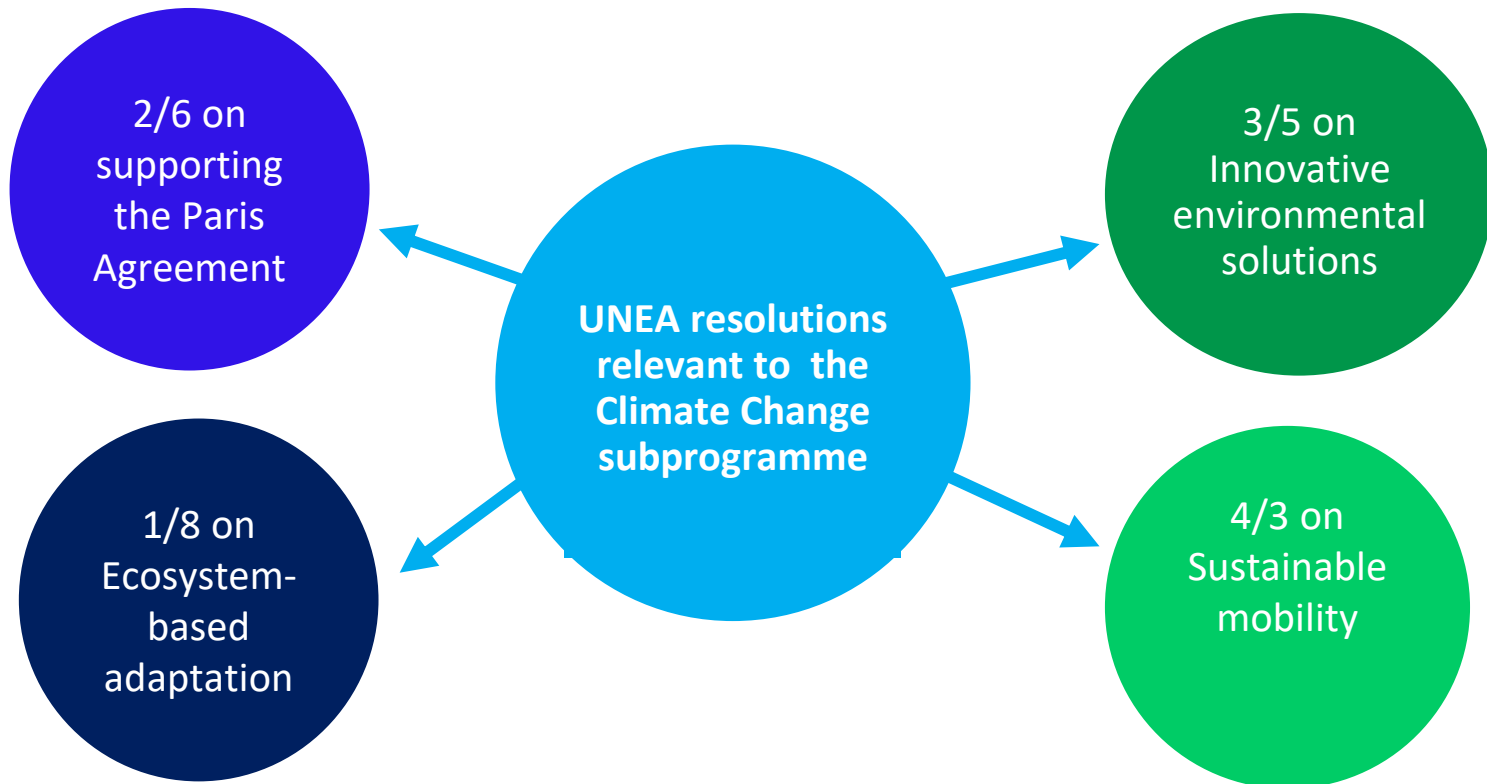 2/6 on
supporting
the Paris
Agreement
3/5 on
Innovative
environmental
solutions
UNEA resolutions
relevant to  the
Climate Change
subprogramme
1/8 on
Ecosystem-
based
adaptation
4/3 on
Sustainable
mobility